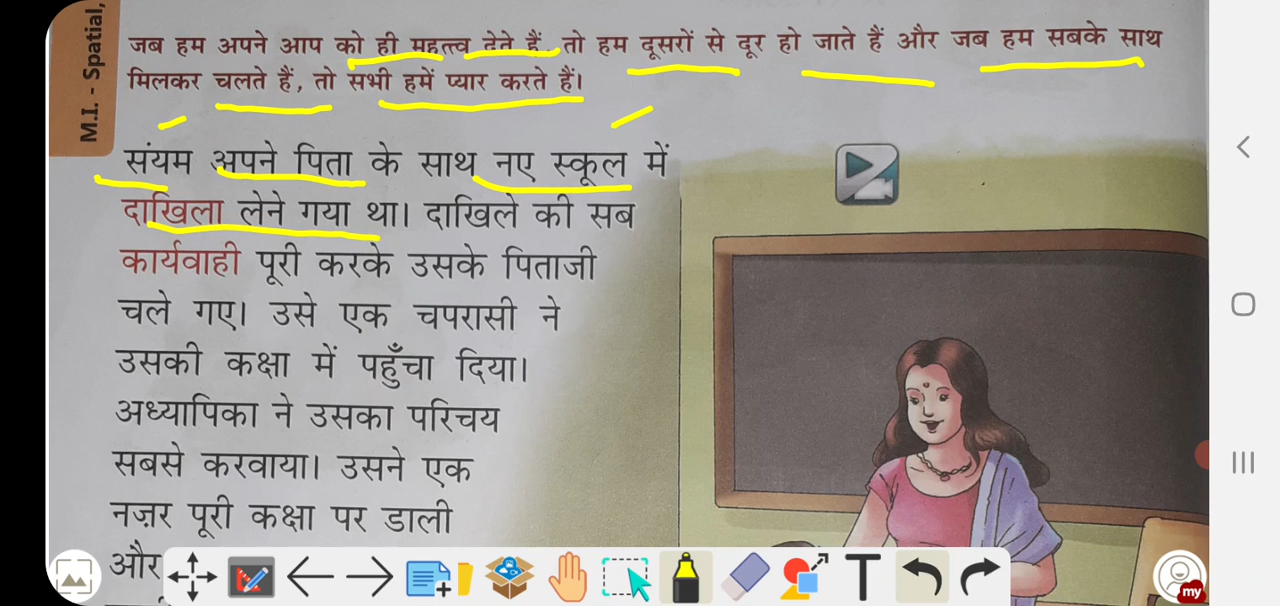 M.I. - Spatial,
जब हम अपने आप को ही महत्त्व देते हैं, तो हम दूसरों से दूर हो जाते हैं और जब हम सबके साथ
मिलकर चलते हैं, तो सभी हमें प्यार करते हैं।
संयम अपने पिता के साथ नए स्कूल में
दाखिला लेने गया था। दाखिले की सब
कार्यवाही पूरी करके उसके पिताजी
चले गए। उसे एक चपरासी ने
उसकी कक्षा में पहुँचा दिया।
अध्यापिका ने उसका परिचय
सबसे करवाया। उसने एक
नज़र पूरी कक्षा पर डाली
और
T
my